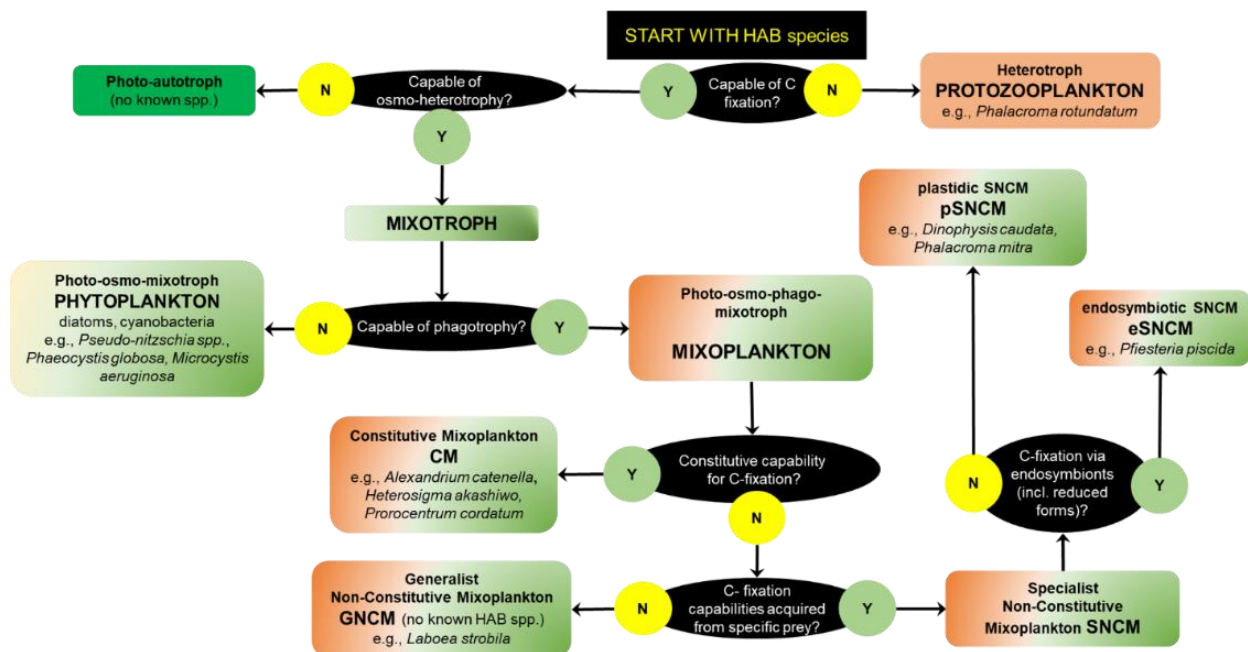 START WITH HAB species
Capable of C
fixation?
Y
N
Heterotroph
PROTOZOOPLANKTON
e.g., Phalacroma rotundatum
Capable of
osmo-heterotrophy?
N
Y
Photo-autotroph
(no known spp.)
MIXOTROPH
Capable of phagotrophy?
N
Y
Photo-osmo-mixotroph
PHYTOPLANKTON
diatoms, cyanobacteria
e.g., Pseudo-nitzschia spp.,
Phaeocystis globosa, Microcystis
aeruginosa
Photo-osmo-phago-
mixotroph
MIXOPLANKTON
Constitutive capability
for C-fixation?
Y
N
Constitutive Mixoplankton
CM
e.g., Alexandrium catenella,
Heterosigma akashiwo,
Prorocentrum cordatum
C- fixation
capabilities acquired
from specific prey?
N
Y
Generalist
Non-Constitutive Mixoplankton
GNCM (no known HAB spp.)
e.g., Laboea strobila
Specialist
Non-Constitutive
Mixoplankton SNCM
C-fixation via
endosymbionts
(incl. reduced
forms)?
N
Y
plastidic SNCM
pSNCM
e.g., Dinophysis caudata,
Phalacroma mitra
endosymbiotic SNCM
eSNCM
e.g., Pfiesteria piscida